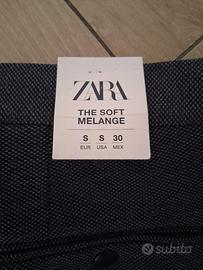 ZARA
THE SOFT
MELANGE
S S 30
EUR USA MEX
subito